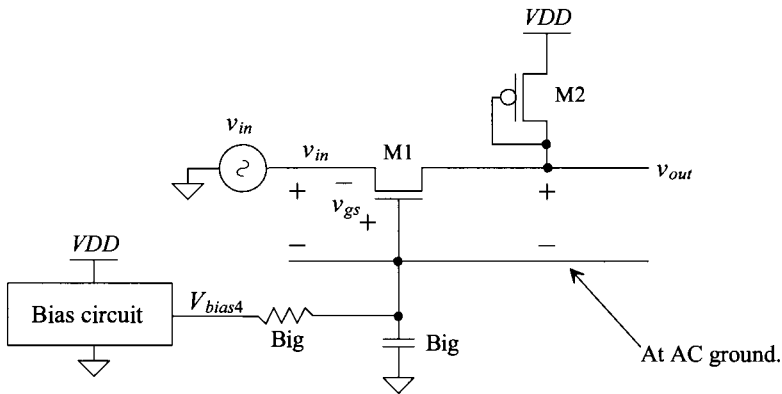 VDD
M2
v_in
v_in
M1
v_out
+
−
+
v_gs
+
−
−
VDD
Bias circuit
V_bias4
Big
Big
At AC ground.